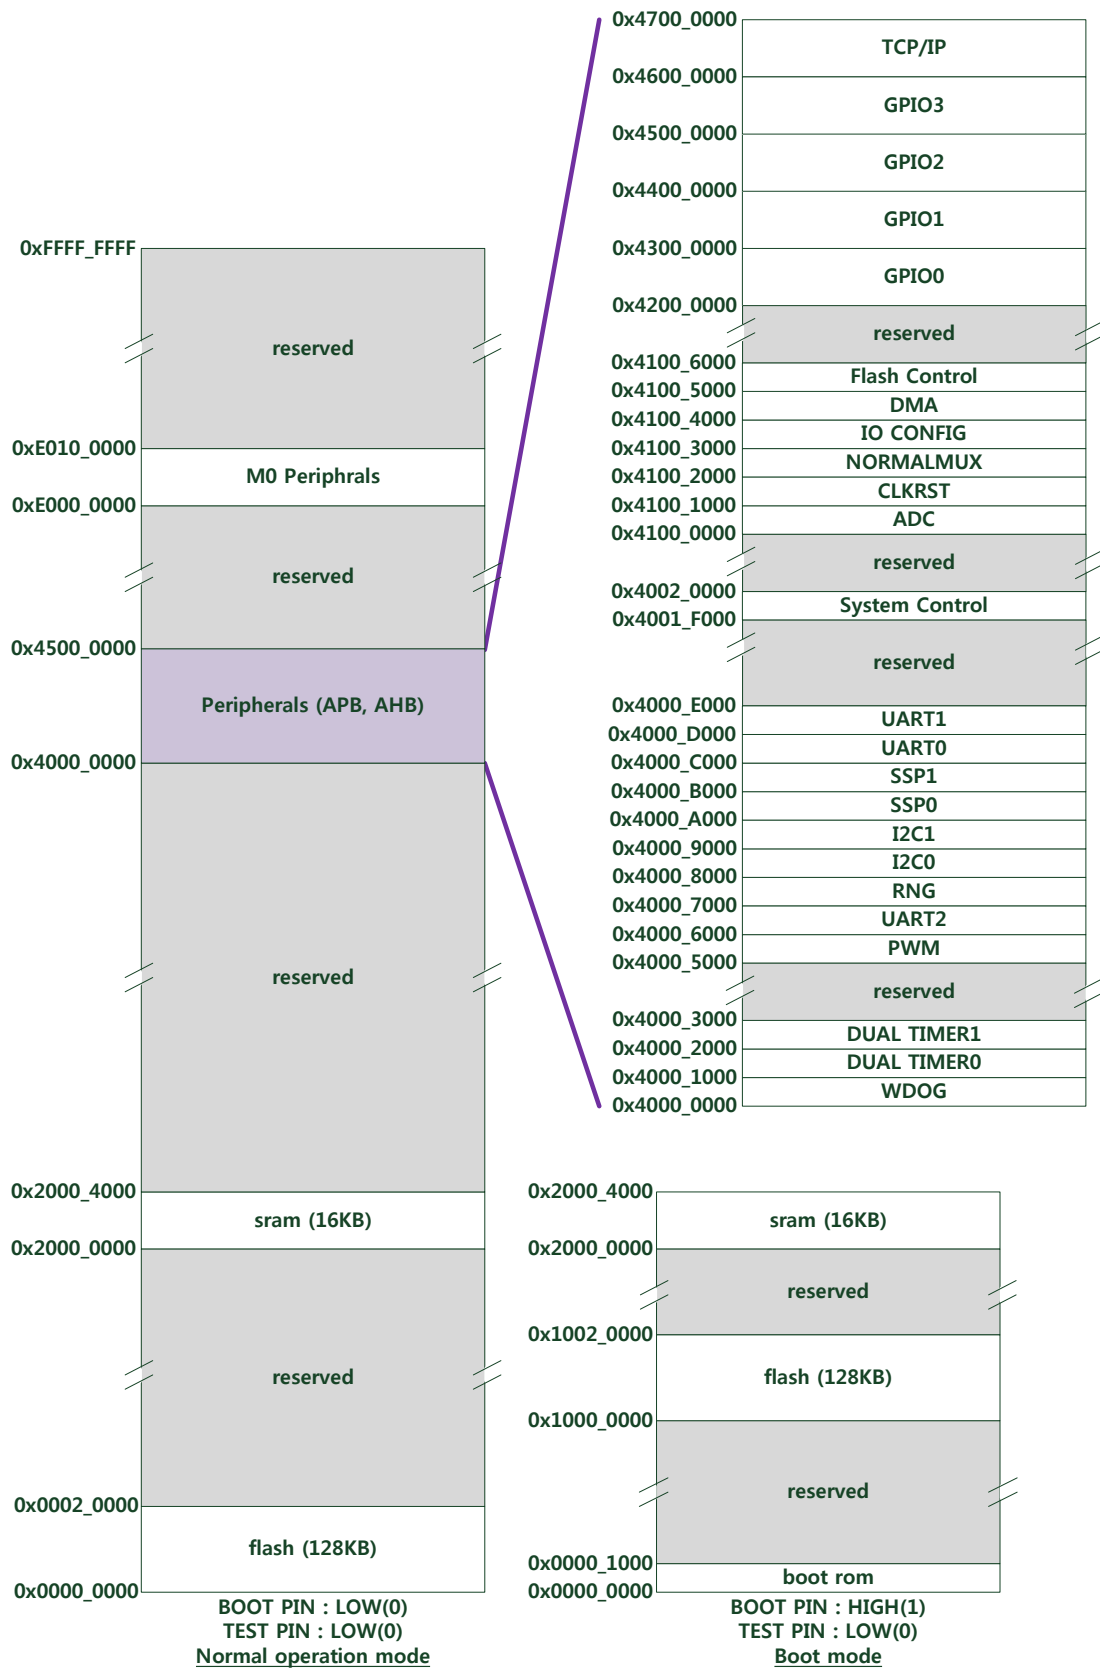 0xFFFF_FFFF
reserved
0xE010_0000
M0 Periphrals
0xE000_0000
reserved
0x4500_0000
Peripherals (APB, AHB)
0x4000_0000
reserved
0x2000_4000
sram (16KB)
0x2000_0000
reserved
0x0002_0000
flash (128KB)
0x0000_0000
BOOT PIN : LOW(0)
TEST PIN : LOW(0)
Normal operation mode
0x4700_0000
TCP/IP
0x4600_0000
GPIO3
0x4500_0000
GPIO2
0x4400_0000
GPIO1
0x4300_0000
GPIO0
0x4200_0000
reserved
0x4100_6000
Flash Control
0x4100_5000
DMA
0x4100_4000
IO CONFIG
0x4100_3000
NORMALMUX
0x4100_2000
CLKRST
0x4100_1000
ADC
0x4100_0000
reserved
0x4002_0000
System Control
0x4001_F000
reserved
0x4000_E000
UART1
0x4000_D000
UART0
0x4000_C000
SSP1
0x4000_B000
SSP0
0x4000_A000
I2C1
0x4000_9000
I2C0
0x4000_8000
RNG
0x4000_7000
UART2
0x4000_6000
PWM
0x4000_5000
reserved
0x4000_3000
DUAL TIMER1
0x4000_2000
DUAL TIMER0
0x4000_1000
WDOG
0x4000_0000
0x2000_4000
sram (16KB)
0x2000_0000
reserved
0x1002_0000
flash (128KB)
0x1000_0000
reserved
0x0000_1000
boot rom
0x0000_0000
BOOT PIN : HIGH(1)
TEST PIN : LOW(0)
Boot mode